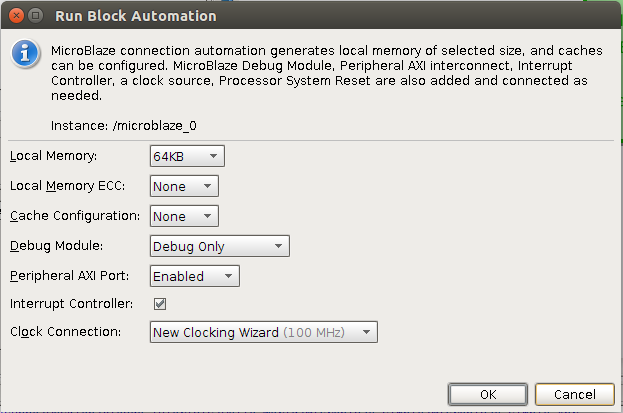 Run Block Automation
MicroBlaze connection automation generates local memory of selected size, and caches
can be configured. MicroBlaze Debug Module, Peripheral AXI interconnect, Interrupt
Controller, a clock source, Processor System Reset are also added and connected as
needed.
Instance: /microblaze_0
Local Memory: 64KB
Local Memory ECC: None
Cache Configuration: None
Debug Module: Debug Only
Peripheral AXI Port: Enabled
Interrupt Controller:
Clock Connection: New Clocking Wizard (100 MHz)
OK Cancel